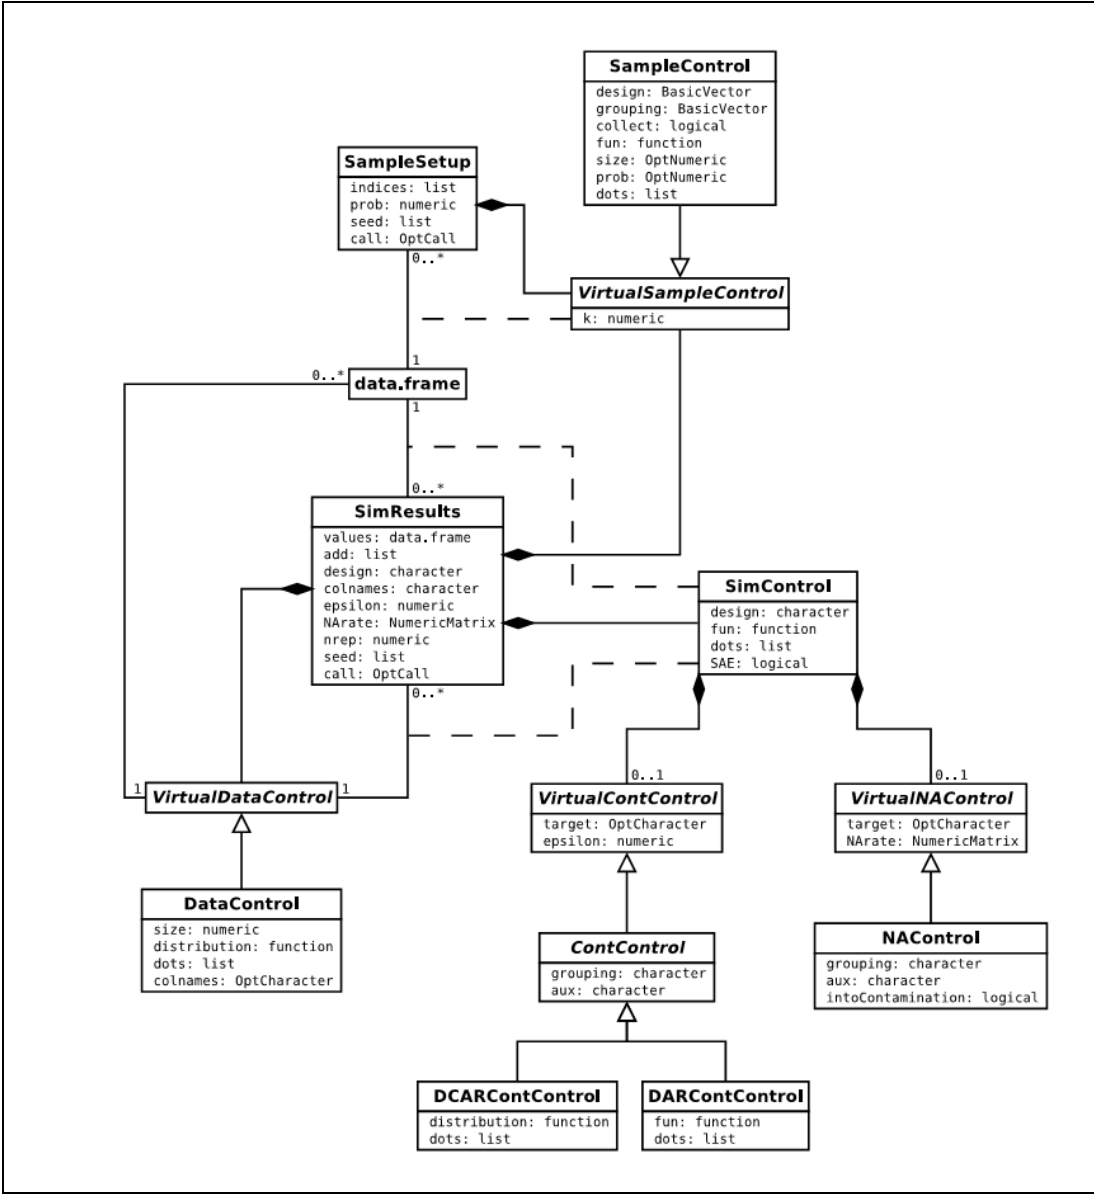 SampleControl
design: BasicVector
grouping: BasicVector
collect: logical
fun: function
size: OptNumeric
prob: OptNumeric
dots: list
SampleSetup
indices: list
prob: numeric
seed: list
call: OptCall
0..*
VirtualSampleControl
k: numeric
1
0..*
data.frame
1
0..*
SimResults
values: data.frame
add: list
design: character
colnames: character
epsilon: numeric
NArate: NumericMatrix
nrep: numeric
seed: list
call: OptCall
0..*
SimControl
design: character
fun: function
dots: list
SAE: logical
1
VirtualDataControl
1
0..1
VirtualContControl
target: OptCharacter
epsilon: numeric
0..1
VirtualNAControl
target: OptCharacter
NArate: NumericMatrix
DataControl
size: numeric
distribution: function
dots: list
colnames: OptCharacter
ContControl
grouping: character
aux: character
NAControl
grouping: character
aux: character
intoContamination: logical
DCARContControl
distribution: function
dots: list
DARContControl
fun: function
dots: list